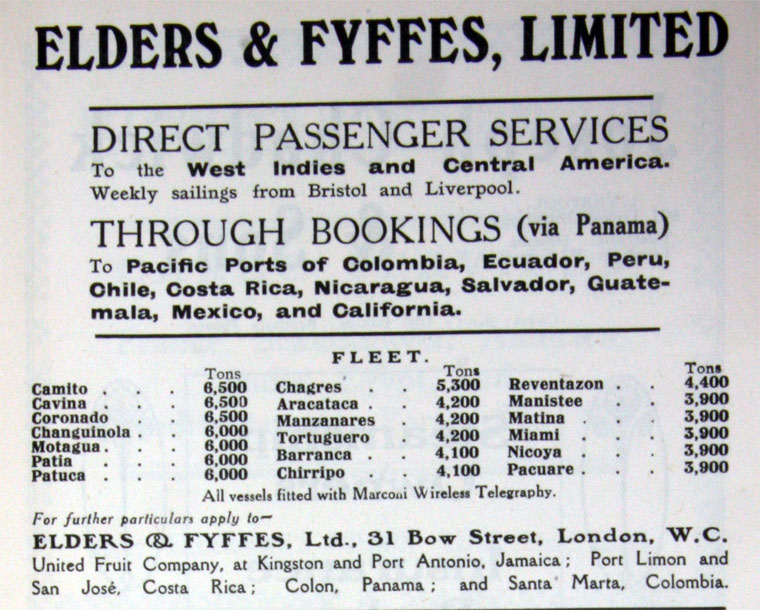 ELDERS & FYFFES, LIMITED
DIRECT PASSENGER SERVICES
To the West Indies and Central America.
Weekly sailings from Bristol and Liverpool.
THROUGH BOOKINGS (via Panama)
To Pacific Ports of Colombia, Ecuador, Peru,
Chile, Costa Rica, Nicaragua, Salvador, Guate-
mala, Mexico, and California.
FLEET.
Tons Tons Tons
Camito . . . 6,500 Chagres . . 5,300 Reventazon . . 4,400
Cavina . . . 6,500 Aracataca . . 4,200 Manistee . . 3,900
Coronado . . 6,500 Manzanares . 4,200 Matina . . . 3,900
Changuinola . . 6,000 Tortuguero . . 4,200 Miami . . . 3,900
Motagua . . . 6,000 Barranca . . 4,100 Nicoya . . . 3,900
Patia . . . 6,000 Chirripo . . 4,100 Pacuare . . . 3,900
Patuca . . . 6,000
All vessels fitted with Marconi Wireless Telegraphy.
For further particulars apply to—
ELDERS & FYFFES, Ltd., 31 Bow Street, London, W.C.
United Fruit Company, at Kingston and Port Antonio, Jamaica; Port Limon and
San José, Costa Rica; Colon, Panama; and Santa Marta, Colombia.